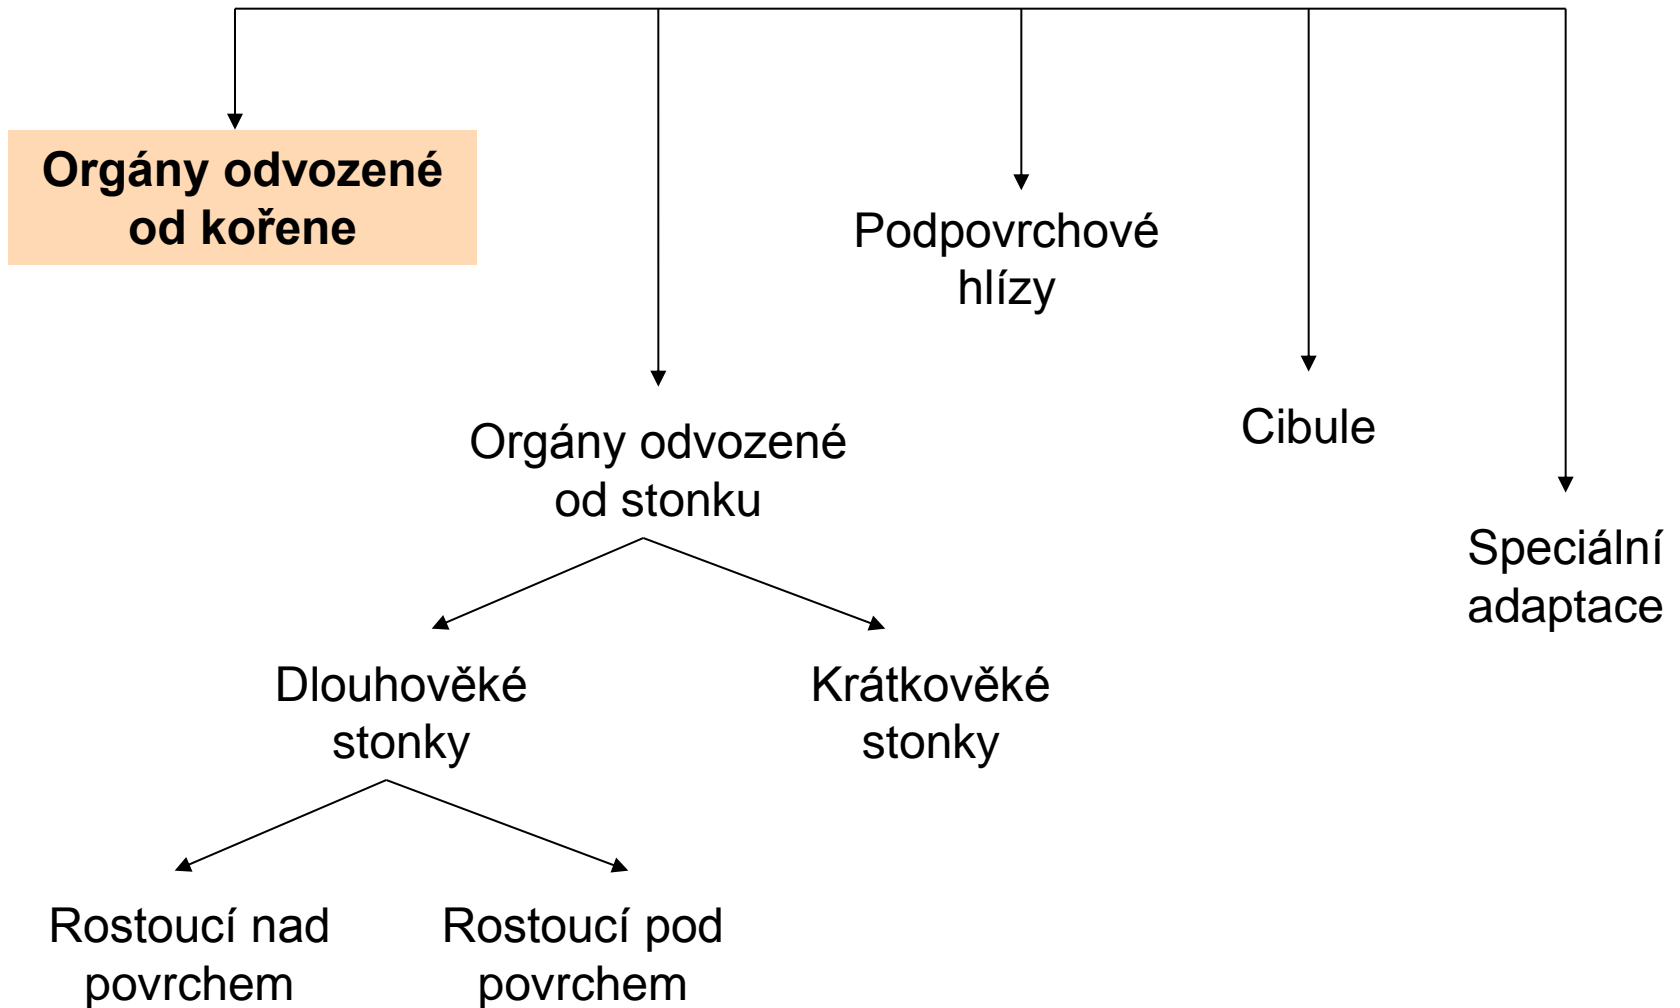 Orgány odvozené
od kořene
Podpovrchové
hlízy
Cibule
Orgány odvozené
od stonku
Speciální
adaptace
Dlouhověké
stonky
Krátkověké
stonky
Rostoucí nad
povrchem
Rostoucí pod
povrchem